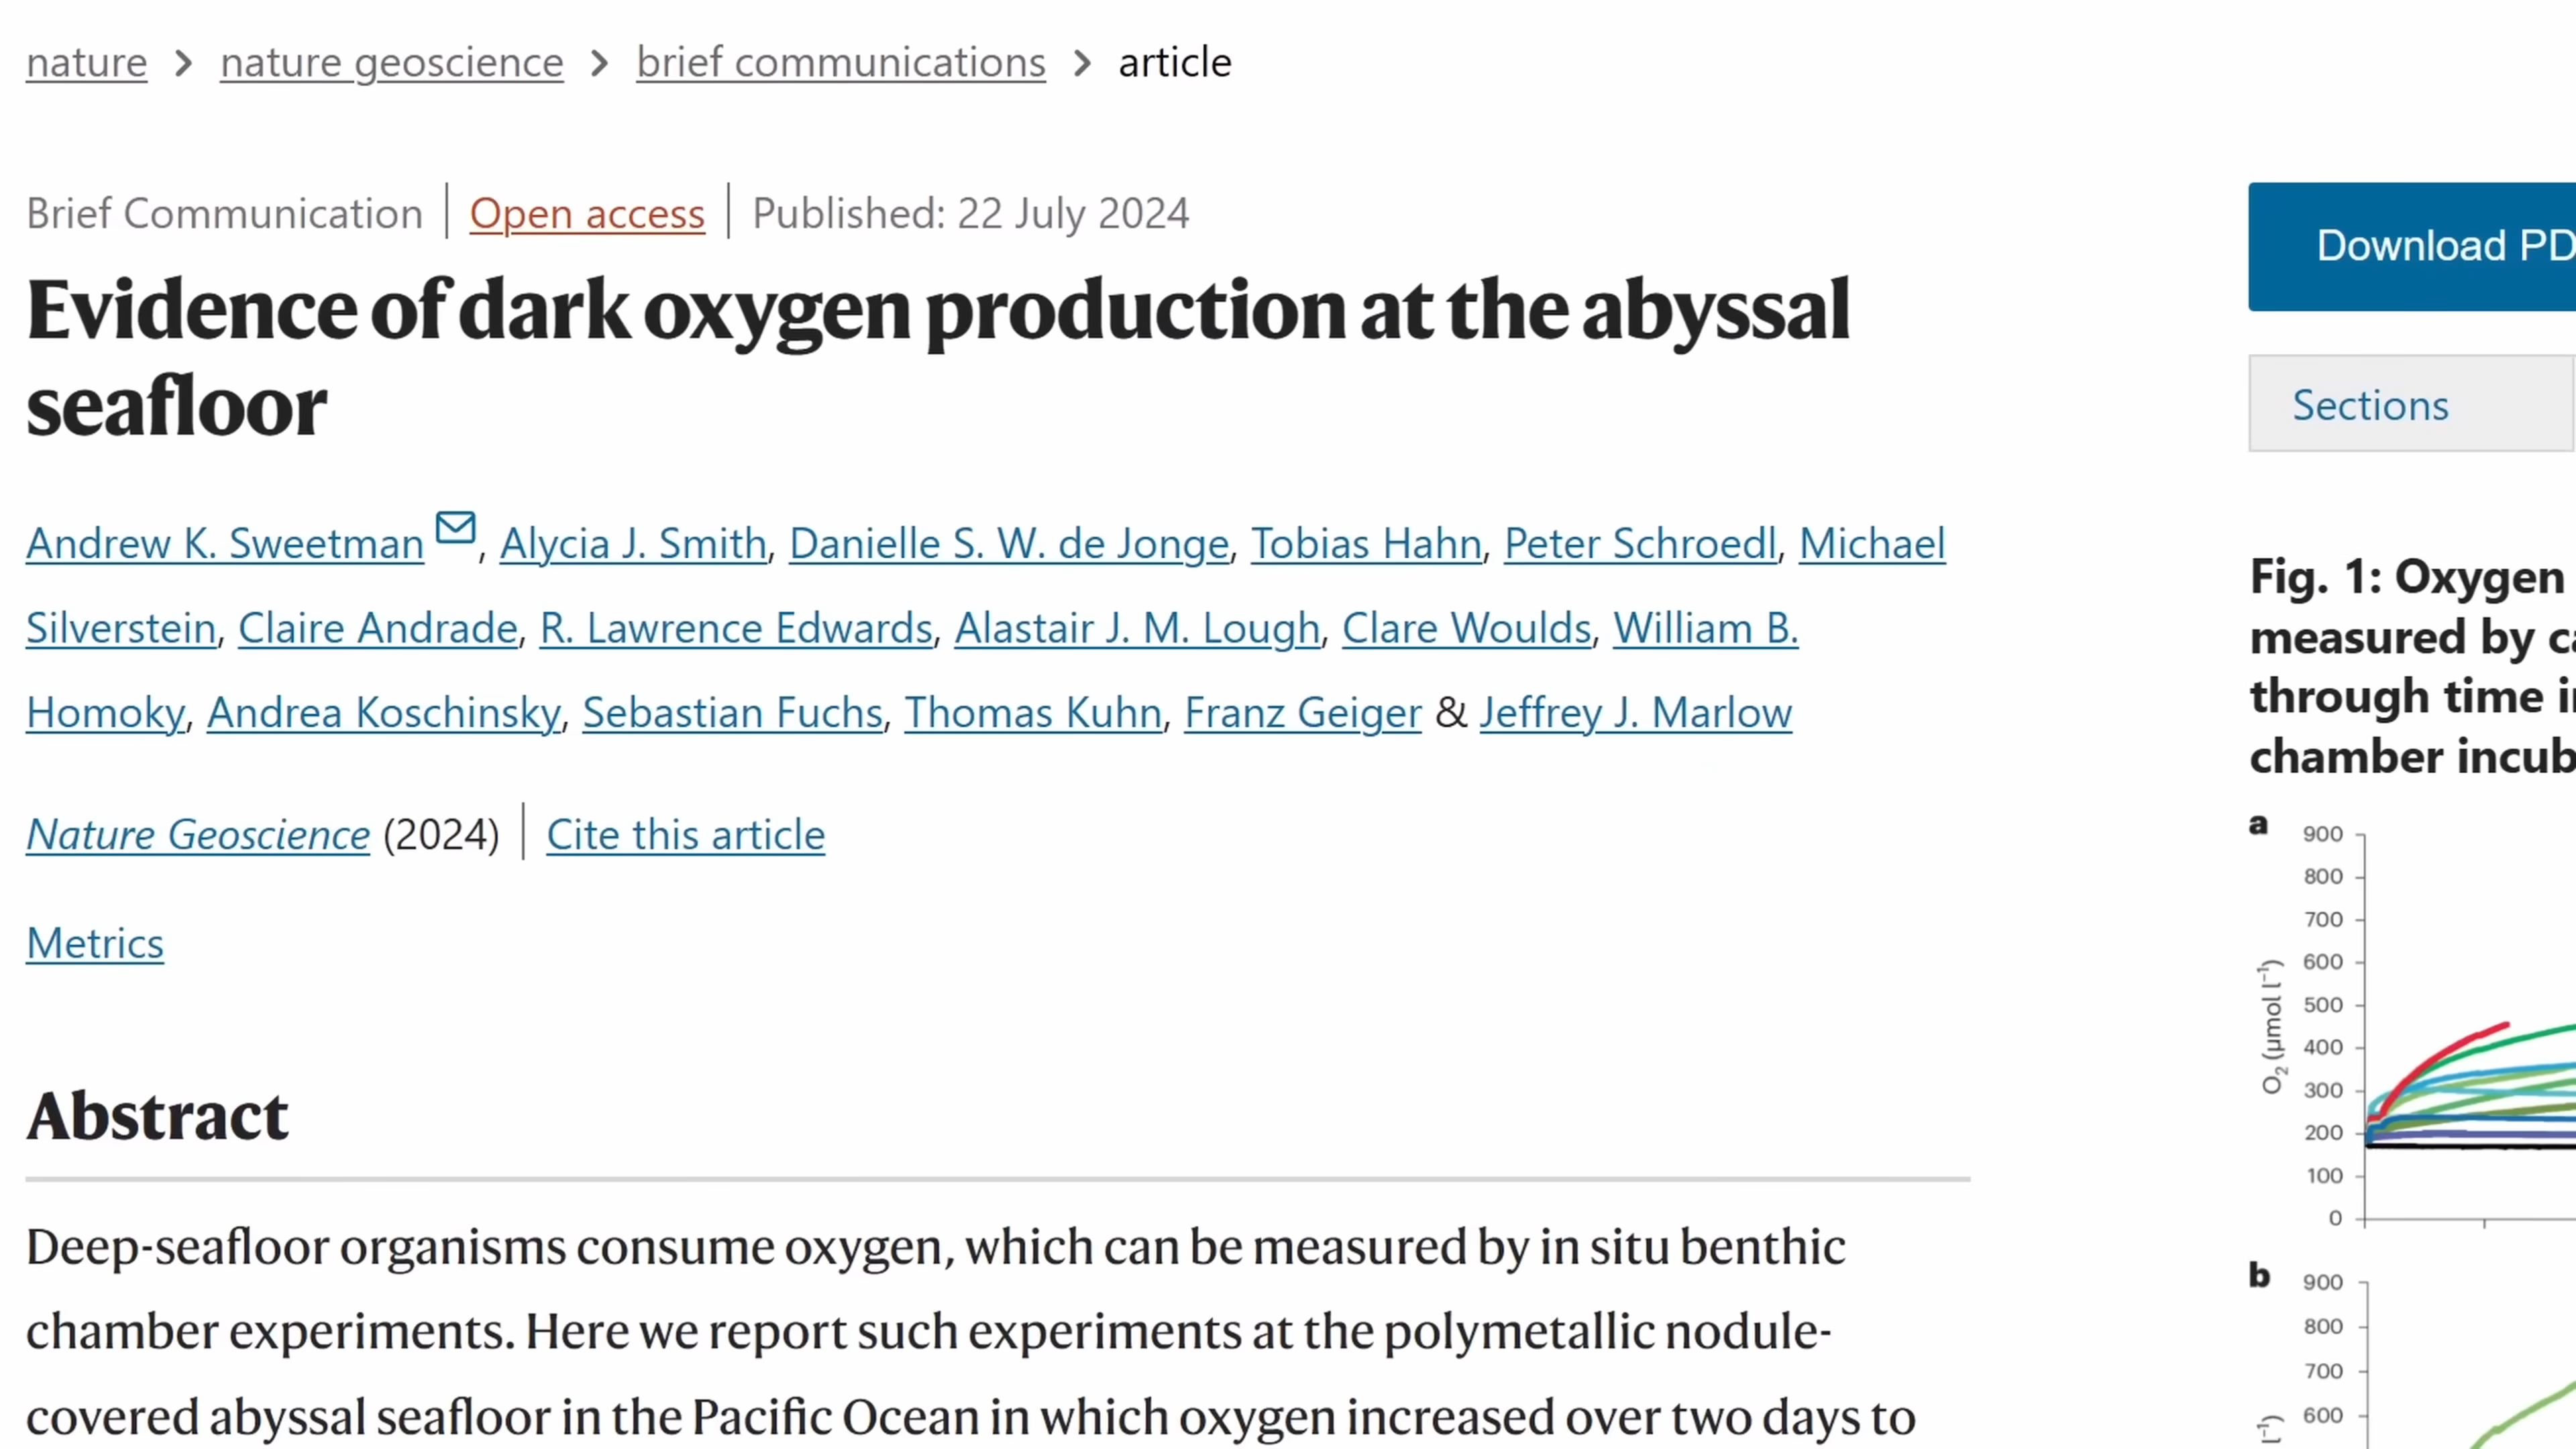 nature > nature geoscience > brief communications > article
Brief Communication | Open access | Published: 22 July 2024
Evidence of dark oxygen production at the abyssal
seafloor
Andrew K. Sweetman, Alycia J. Smith, Danielle S. W. de Jonge, Tobias Hahn, Peter Schroedl, Michael
Silverstein, Claire Andrade, R. Lawrence Edwards, Alastair J. M. Lough, Clare Woulds, William B.
Homoky, Andrea Koschinsky, Sebastian Fuchs, Thomas Kuhn, Franz Geiger & Jeffrey J. Marlow
Nature Geoscience (2024) | Cite this article
Metrics
Abstract
Deep-seafloor organisms consume oxygen, which can be measured by in situ benthic
chamber experiments. Here we report such experiments at the polymetallic nodule-
covered abyssal seafloor in the Pacific Ocean in which oxygen increased over two days to
Download PD
Sections
Fig. 1: Oxygen
measured by ca
through time i
chamber incub
a
900
800
700
600
500
400
300
200
100
0
O₂ (μmol l⁻¹)
b
900
800
700
600
l⁻¹)